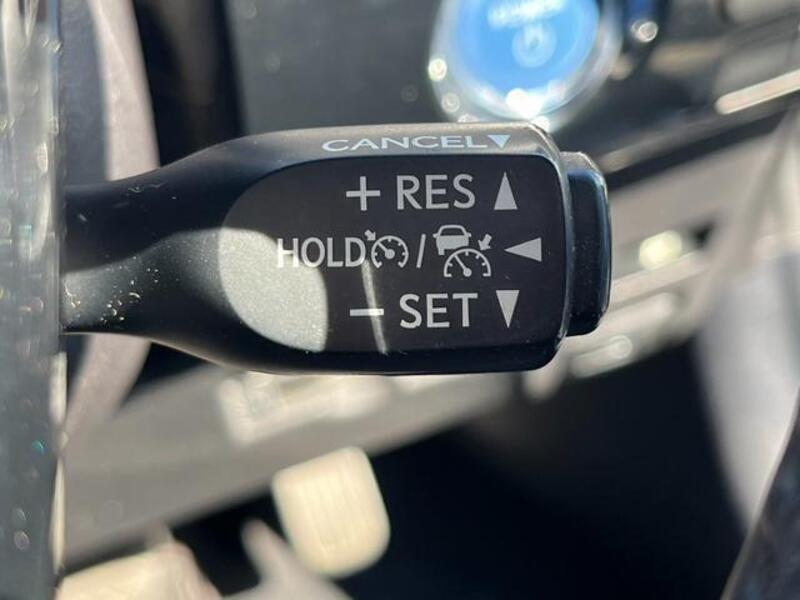 CANCEL▼
+ RES ▲
HOLD / ◀
− SET ▼